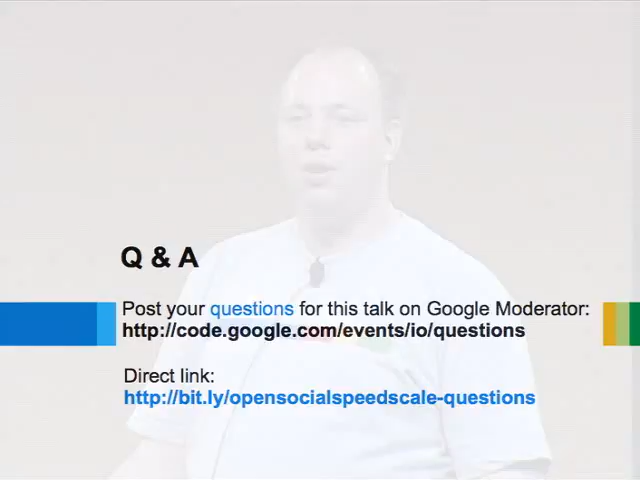 Q & A
Post your questions for this talk on Google Moderator:
http://code.google.com/events/io/questions
Direct link:
http://bit.ly/opensocialspeedscale-questions